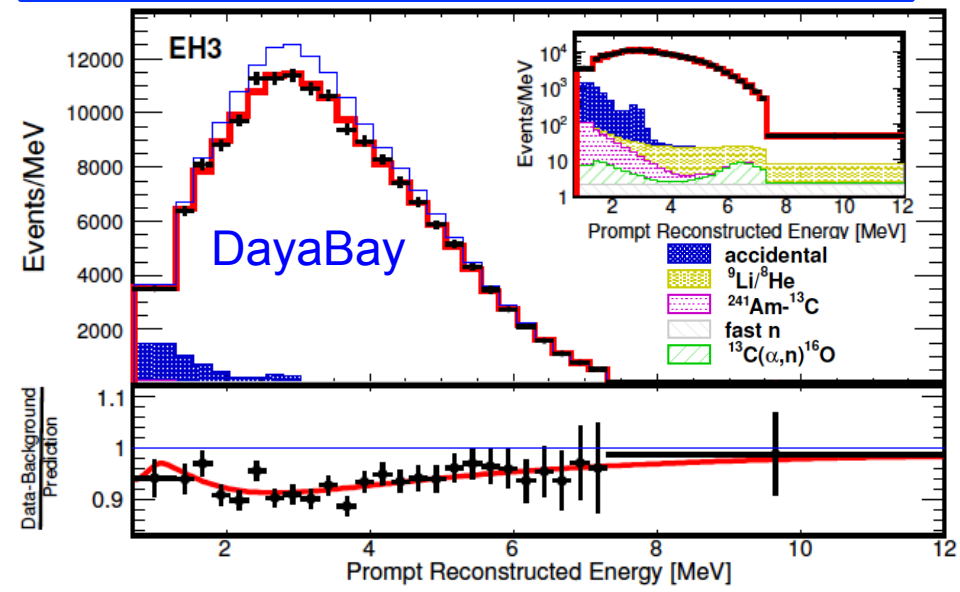 EH3
DayaBay
Events/MeV
12000
10000
8000
6000
4000
2000
Events/MeV
10⁴
10³
10²
10
1
2 4 6 8 10 12
Prompt Reconstructed Energy [MeV]
accidental
⁹Li/⁸He
²⁴¹Am-¹³C
fast n
¹³C(α,n)¹⁶O
Data-Background
Prediction
1.1
1
0.9
2 4 6 8 10 12
Prompt Reconstructed Energy [MeV]